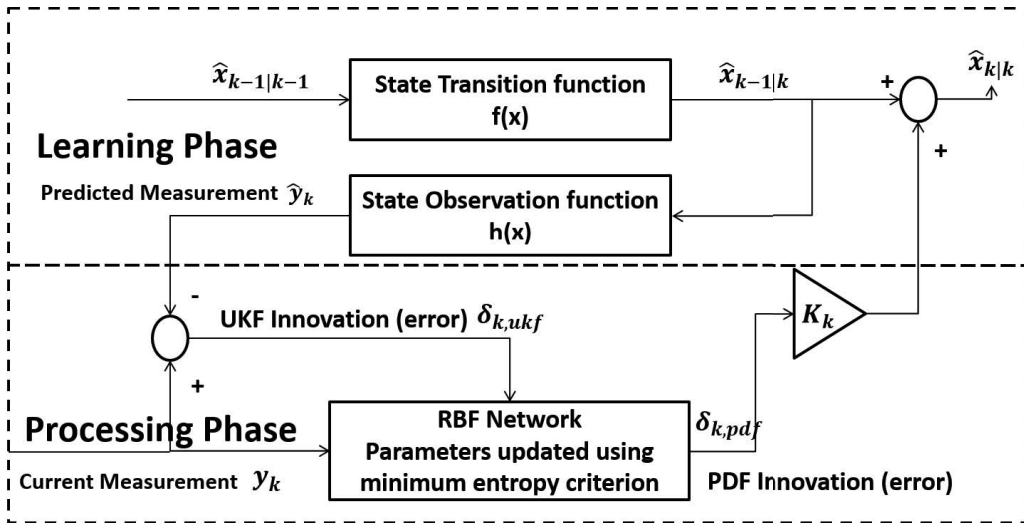 x̂ₖ₋₁|ₖ₋₁
State Transition function
f(x)
x̂ₖ₋₁|ₖ
+
x̂ₖ|ₖ
+
Learning Phase
Predicted Measurement ŷₖ
State Observation function
h(x)
-
UKF Innovation (error) δₖ,ukf
Kₖ
+
Processing Phase
Current Measurement yₖ
RBF Network
Parameters updated using
minimum entropy criterion
δₖ,pdf
PDF Innovation (error)